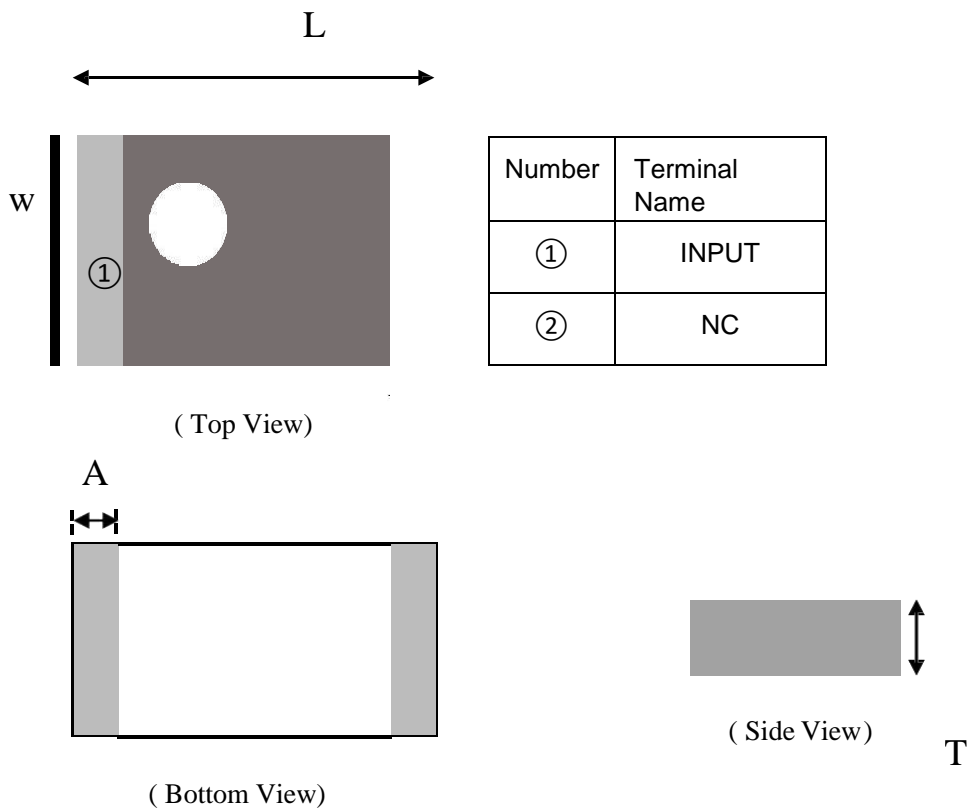 L
w
①
( Top View)
Number Terminal
Name
① INPUT
② NC
A
( Bottom View)
( Side View)
T